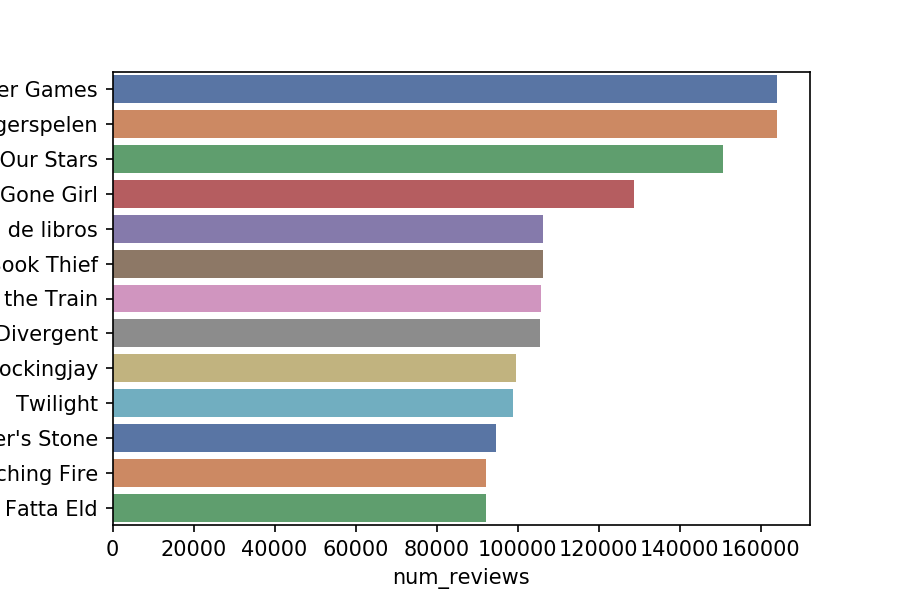 er Games
gerspelen
Our Stars
Gone Girl
de libros
ook Thief
the Train
Divergent
ockingjay
Twilight
er's Stone
ching Fire
Fatta Eld
0 20000 40000 60000 80000 100000 120000 140000 160000
num_reviews